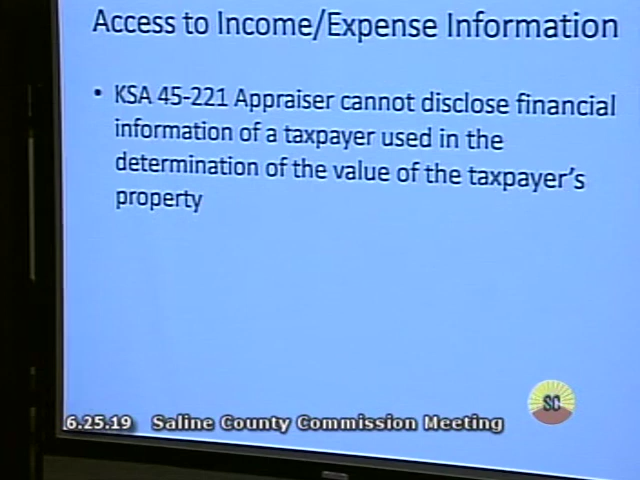 Access to Income/Expense Information
• KSA 45-221 Appraiser cannot disclose financial
information of a taxpayer used in the
determination of the value of the taxpayer's
property
SC
6.25.19 Saline County Commission Meeting